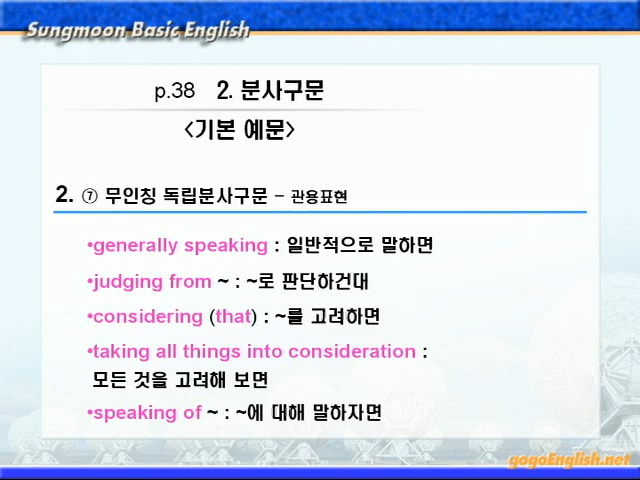 Sungmoon Basic English
p.38 2. 분사구문
<기본 예문>
2. ⑦ 무인칭 독립분사구문 - 관용표현
•generally speaking : 일반적으로 말하면
•judging from ~ : ~로 판단하건대
•considering (that) : ~를 고려하면
•taking all things into consideration :
모든 것을 고려해 보면
•speaking of ~ : ~에 대해 말하자면
gogoEnglish.net